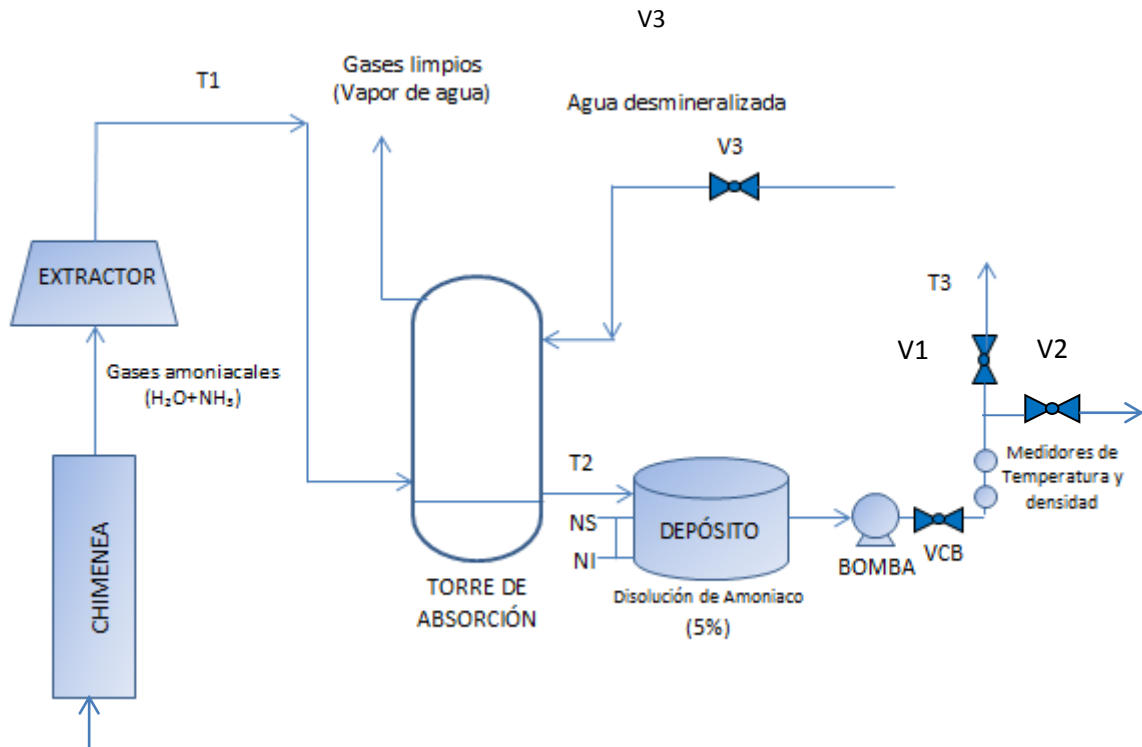 V3
T1
Gases limpios
(Vapor de agua)
Agua desmineralizada
V3
EXTRACTOR
T3
V1
V2
Gases amoniacales
(H₂O+NH₃)
Medidores de
Temperatura y
densidad
T2
NS
NI
DEPÓSITO
BOMBA
VCB
CHIMENEA
TORRE DE
ABSORCIÓN
Disolución de Amoniaco
(5%)